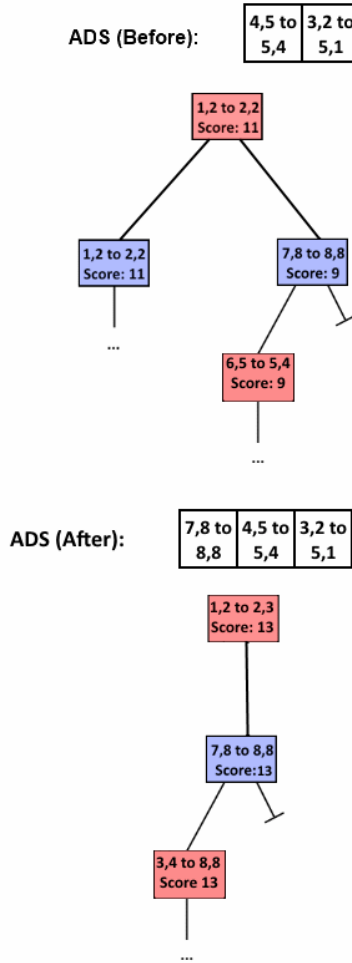 ADS (Before):
4,5 to
5,4
3,2 to
5,1
1,2 to 2,2
Score: 11
1,2 to 2,2
Score: 11
7,8 to 8,8
Score: 9
6,5 to 5,4
Score: 9
...
...
ADS (After):
7,8 to
8,8
4,5 to
5,4
3,2 to
5,1
1,2 to 2,3
Score: 13
7,8 to 8,8
Score:13
3,4 to 8,8
Score 13
...